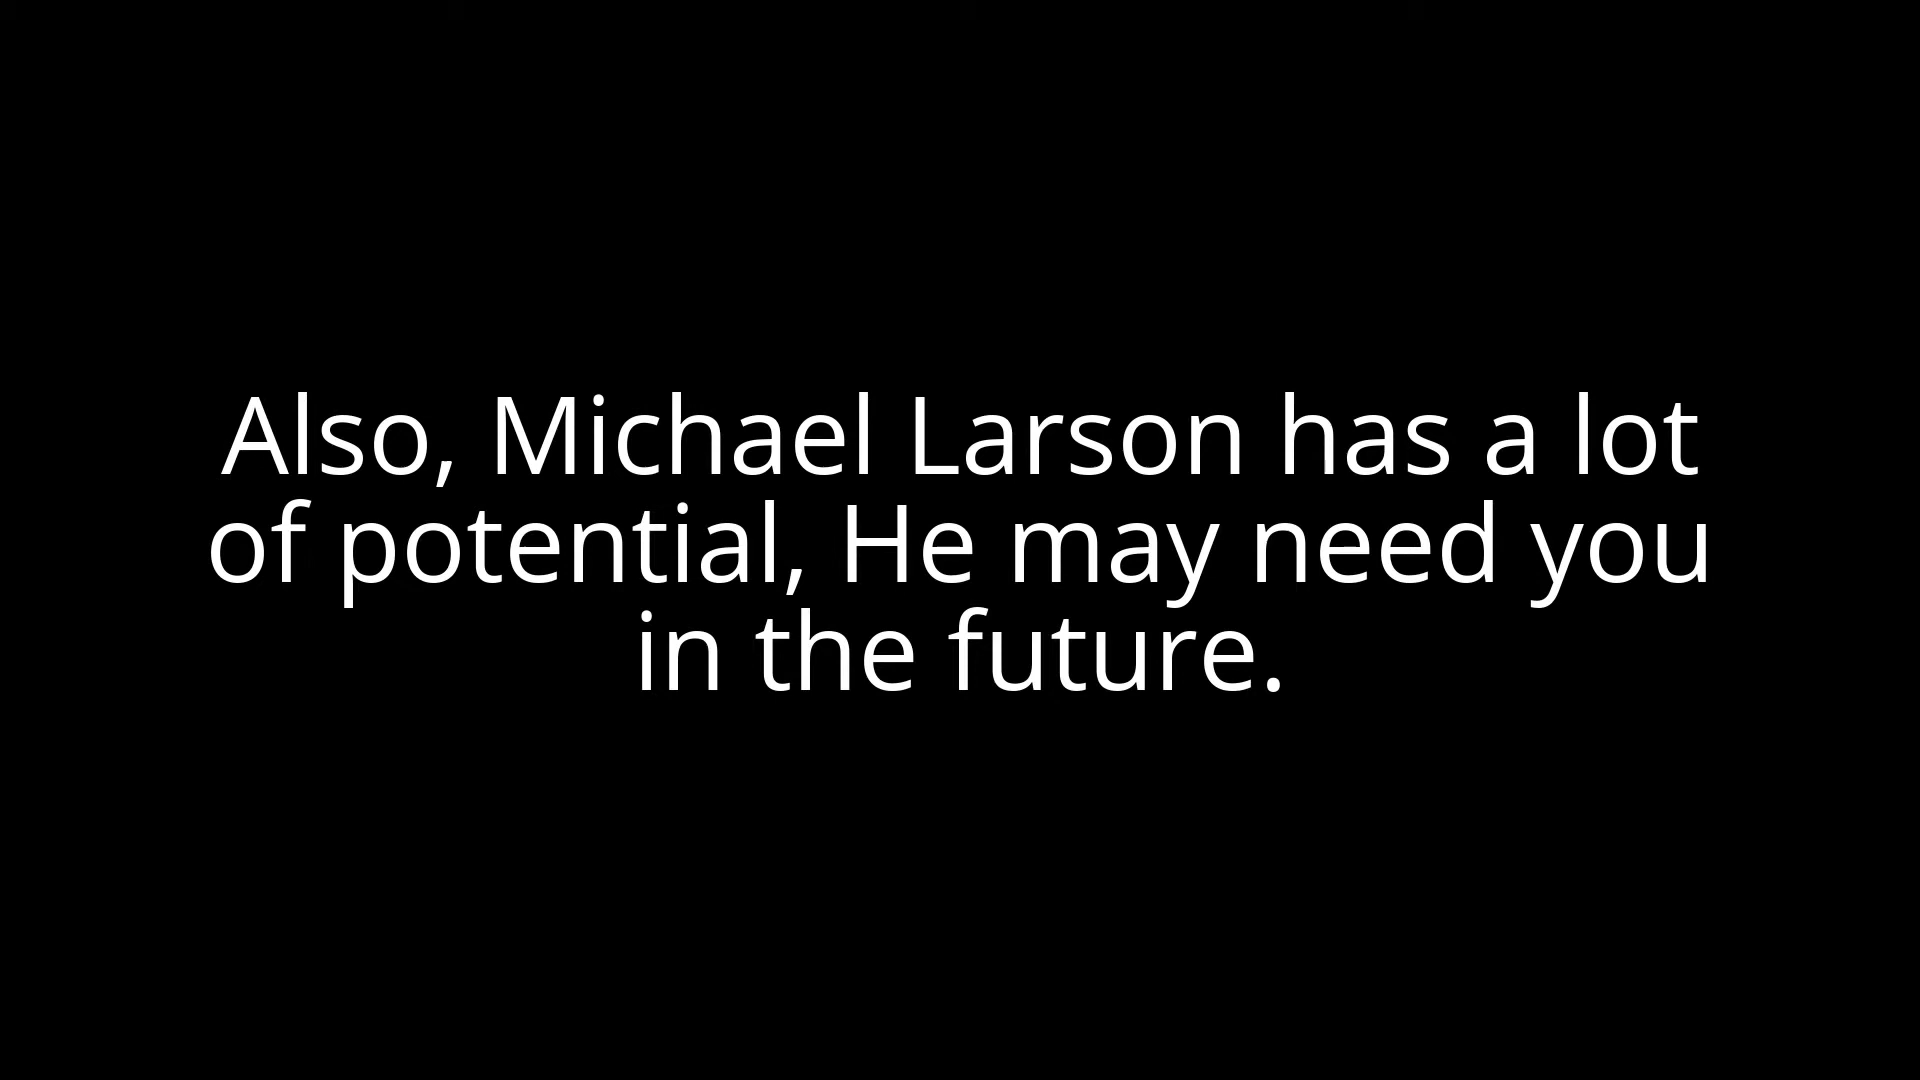 Also, Michael Larson has a lot
of potential, He may need you
in the future.